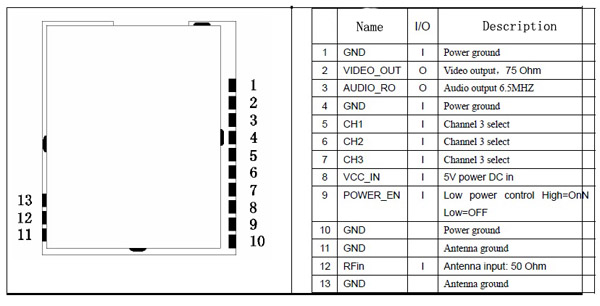 1
2
3
4
5
6
7
8
9
10
13
12
11
Name I/O Description
1 GND I Power ground
2 VIDEO_OUT O Video output，75 Ohm
3 AUDIO_RO O Audio output 6.5MHZ
4 GND I Power ground
5 CH1 I Channel 3 select
6 CH2 I Channel 3 select
7 CH3 I Channel 3 select
8 VCC_IN I 5V power DC in
9 POWER_EN I Low power control High=OnN
Low=OFF
10 GND Power ground
11 GND Antenna ground
12 RFin I Antenna input: 50 Ohm
13 GND Antenna ground